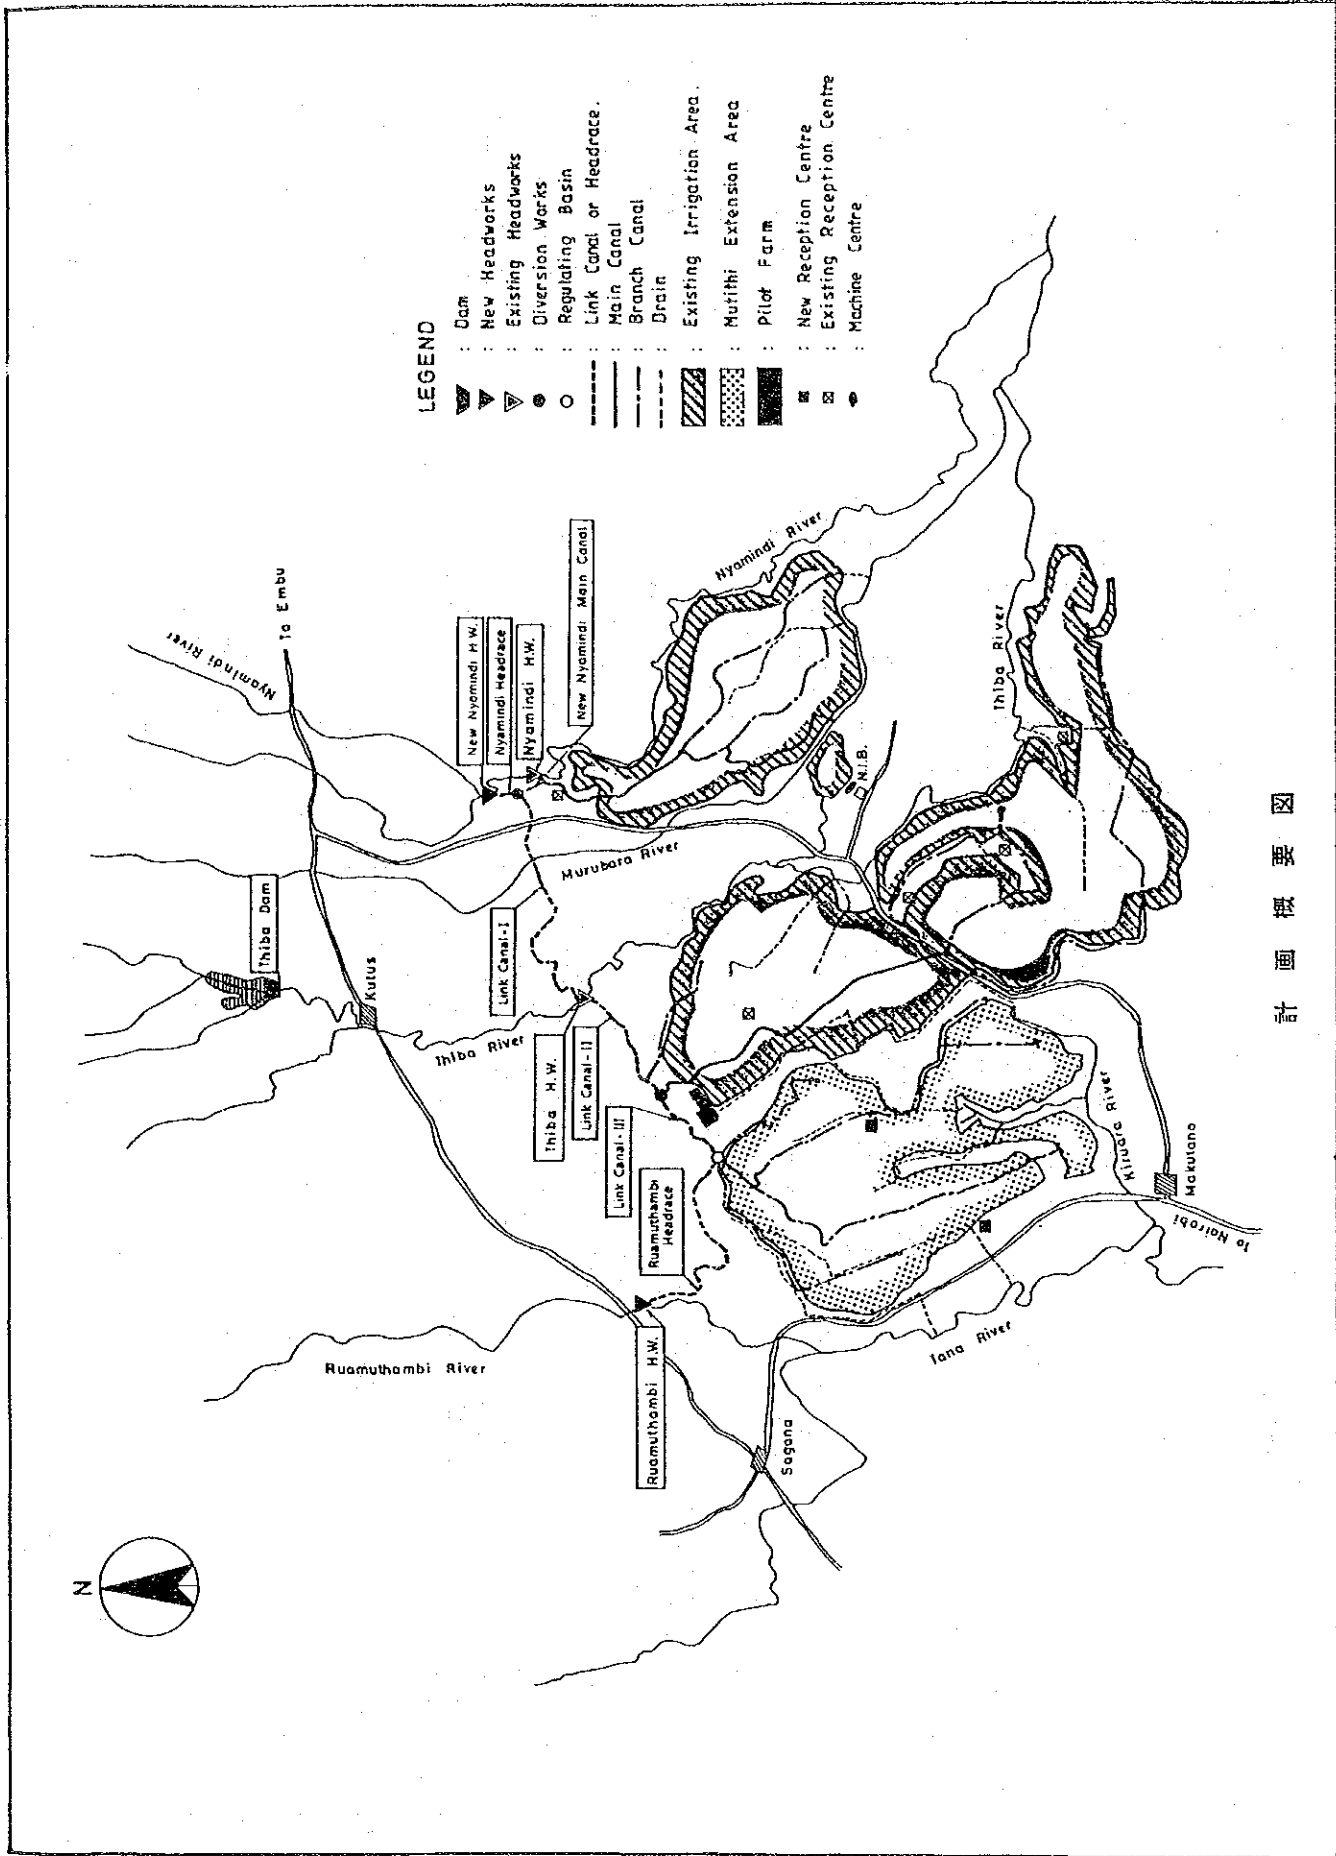 N
LEGEND
: Dam
: New Headworks
: Existing Headworks
: Diversion Works
: Regulating Basin
: Link Canal or Headrace.
: Main Canal
: Branch Canal
: Drain
: Existing Irrigation Area.
: Mutithi Extension Area
: Pilot Farm
: New Reception Centre
: Existing Reception Centre
: Machine Centre
Nyamindi River
To Embu
Thiba Dam
Kutus
New Nyamindi H.W.
Nyamindi Headrace
Nyamindi H.W.
New Nyamindi Main Canal
Nyamindi River
Murubara River
Link Canal-I
Thiba River
Thiba H.W.
Link Canal-II
Link Canal-III
Ruamuthambi
Headrace
Ruamuthambi River
Ruamuthambi H.W.
Sagana
Tana River
N.I.B.
Thiba River
Kiruara River
Makutano
To Nairobi
計画概要図